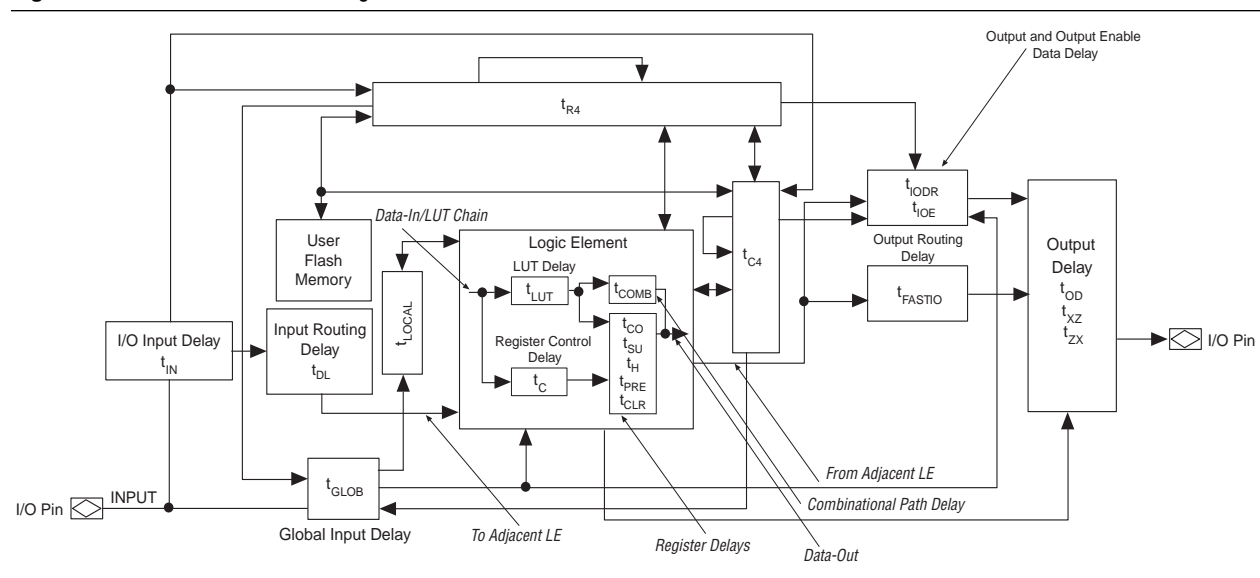 Output and Output Enable
Data Delay
tR4
tIODR
tIOE
Data-In/LUT Chain
User
Flash
Memory
Logic Element
tC4
Output Routing
Delay
Output
Delay
tOD
tXZ
tZX
LUT Delay
tLUT
tCOMB
tFASTIO
tLOCAL
I/O Input Delay
tIN
Input Routing
Delay
tDL
Register Control
Delay
tC
tCO
tSU
tH
tPRE
tCLR
I/O Pin
From Adjacent LE
tGLOB
INPUT
I/O Pin
Global Input Delay
To Adjacent LE
Combinational Path Delay
Register Delays
Data-Out